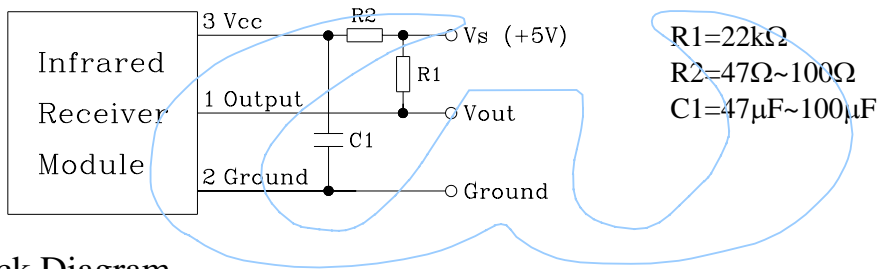 3 Vcc
R2
Vs (+5V)
R1=22kΩ
Infrared
R2=47Ω~100Ω
R1
Receiver
1 Output
Vout
C1=47µF~100µF
C1
Module
2 Ground
Ground
Diagram